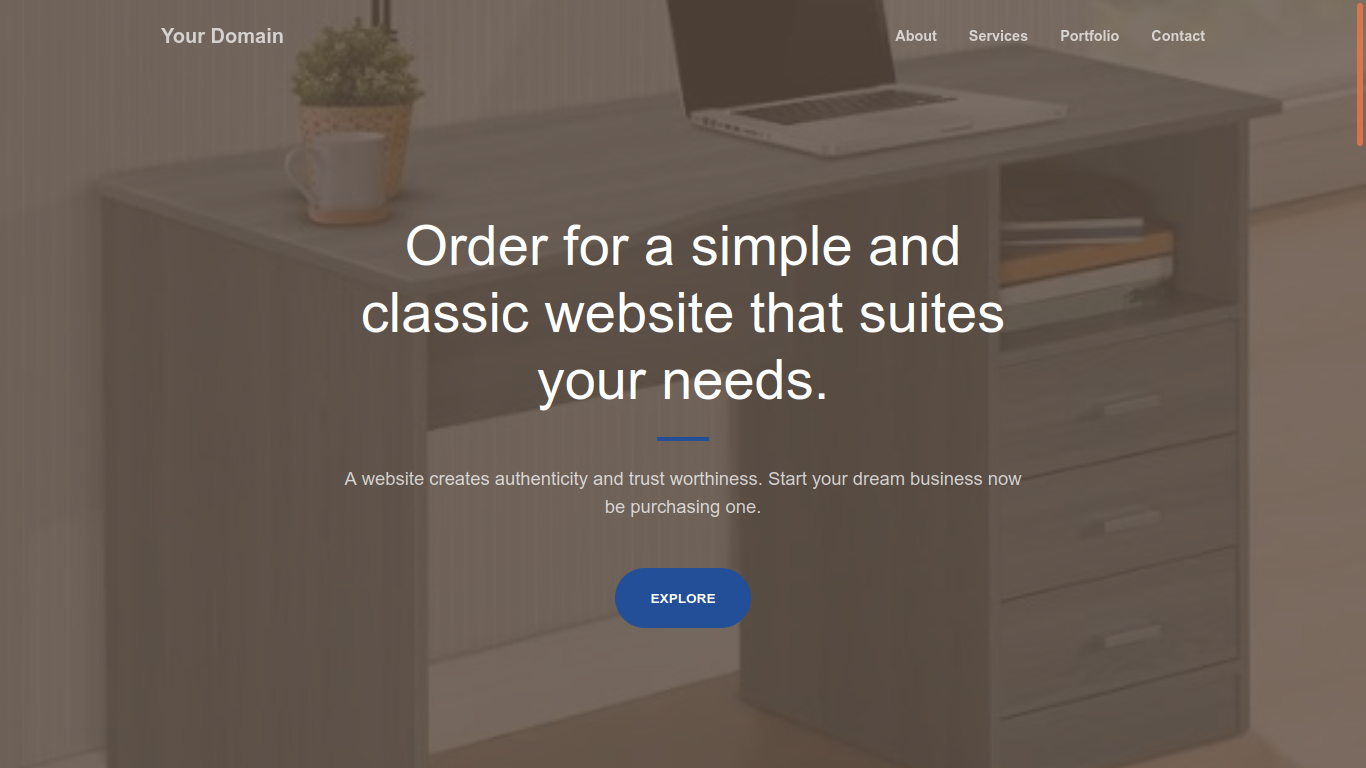 Your Domain
About Services Portfolio Contact
Order for a simple and
classic website that suites
your needs.
A website creates authenticity and trust worthiness. Start your dream business now
be purchasing one.
EXPLORE